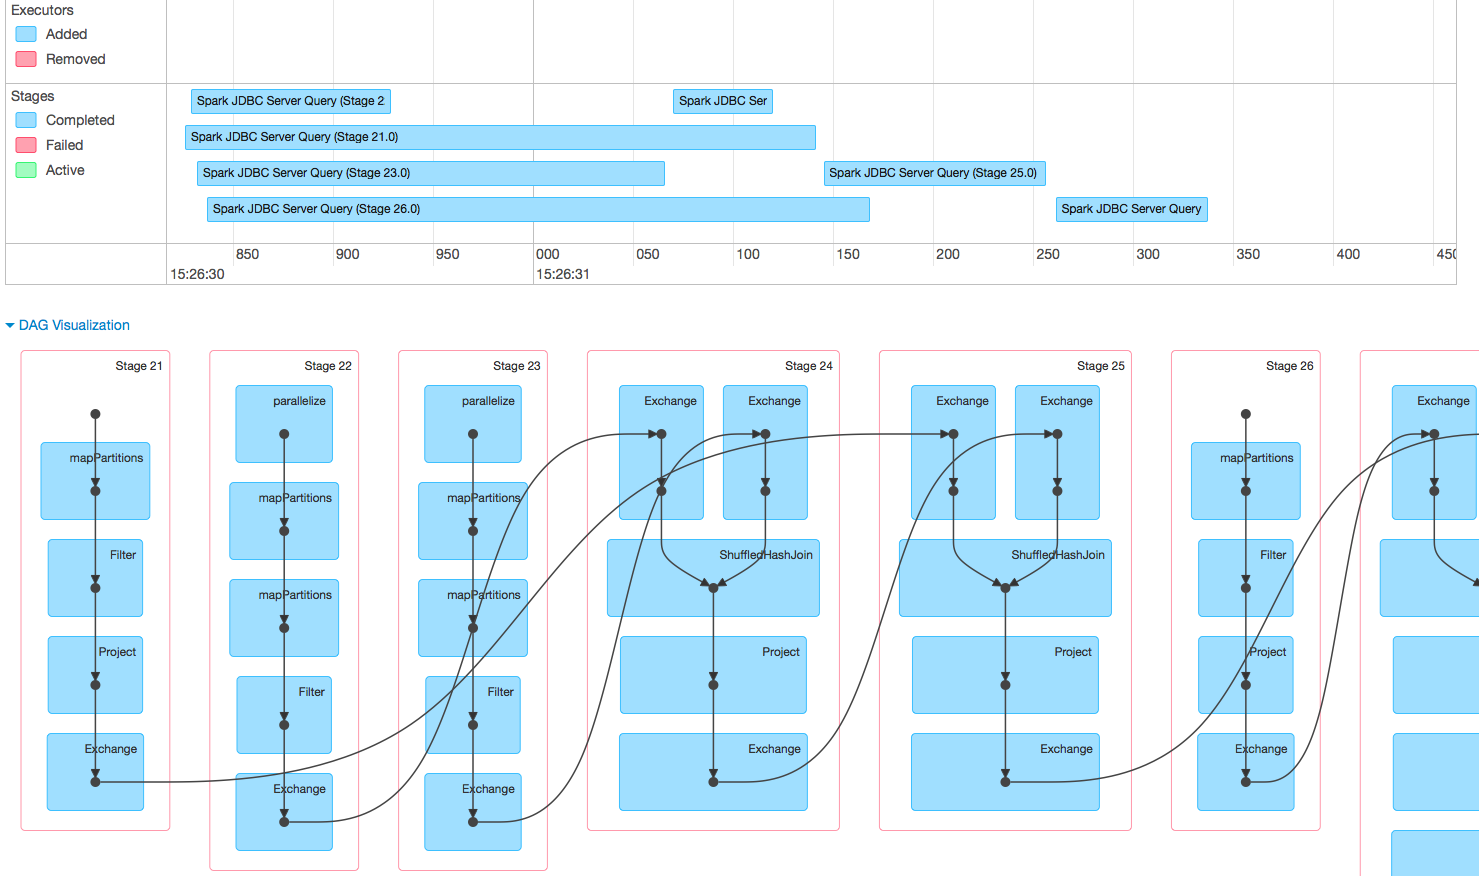 Executors
Added
Removed
Stages
Completed
Failed
Active
Spark JDBC Server Query (Stage 2
Spark JDBC Ser
Spark JDBC Server Query (Stage 21.0)
Spark JDBC Server Query (Stage 23.0)
Spark JDBC Server Query (Stage 25.0)
Spark JDBC Server Query (Stage 26.0)
Spark JDBC Server Query
850 900 950 000 050 100 150 200 250 300 350 400 450
15:26:30 15:26:31
DAG Visualization
Stage 21
mapPartitions
Filter
Project
Exchange
Stage 22
parallelize
mapPartitions
mapPartitions
Filter
Exchange
Stage 23
parallelize
mapPartitions
mapPartitions
Filter
Exchange
Stage 24
Exchange Exchange
ShuffledHashJoin
Project
Exchange
Stage 25
Exchange Exchange
ShuffledHashJoin
Project
Exchange
Stage 26
mapPartitions
Filter
Project
Exchange
Exchange